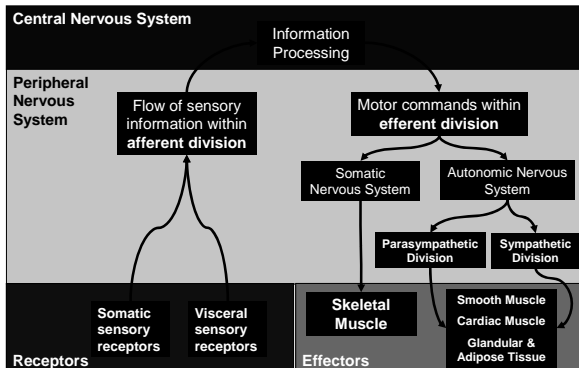 Central Nervous System
Information
Processing
Peripheral
Nervous
System
Flow of sensory
information within
afferent division
Motor commands within
efferent division
Somatic
Nervous System
Autonomic Nervous
System
Parasympathetic
Division
Sympathetic
Division
Somatic
sensory
receptors
Visceral
sensory
receptors
Skeletal
Muscle
Smooth Muscle
Cardiac Muscle
Glandular &
Adipose Tissue
Receptors
Effectors